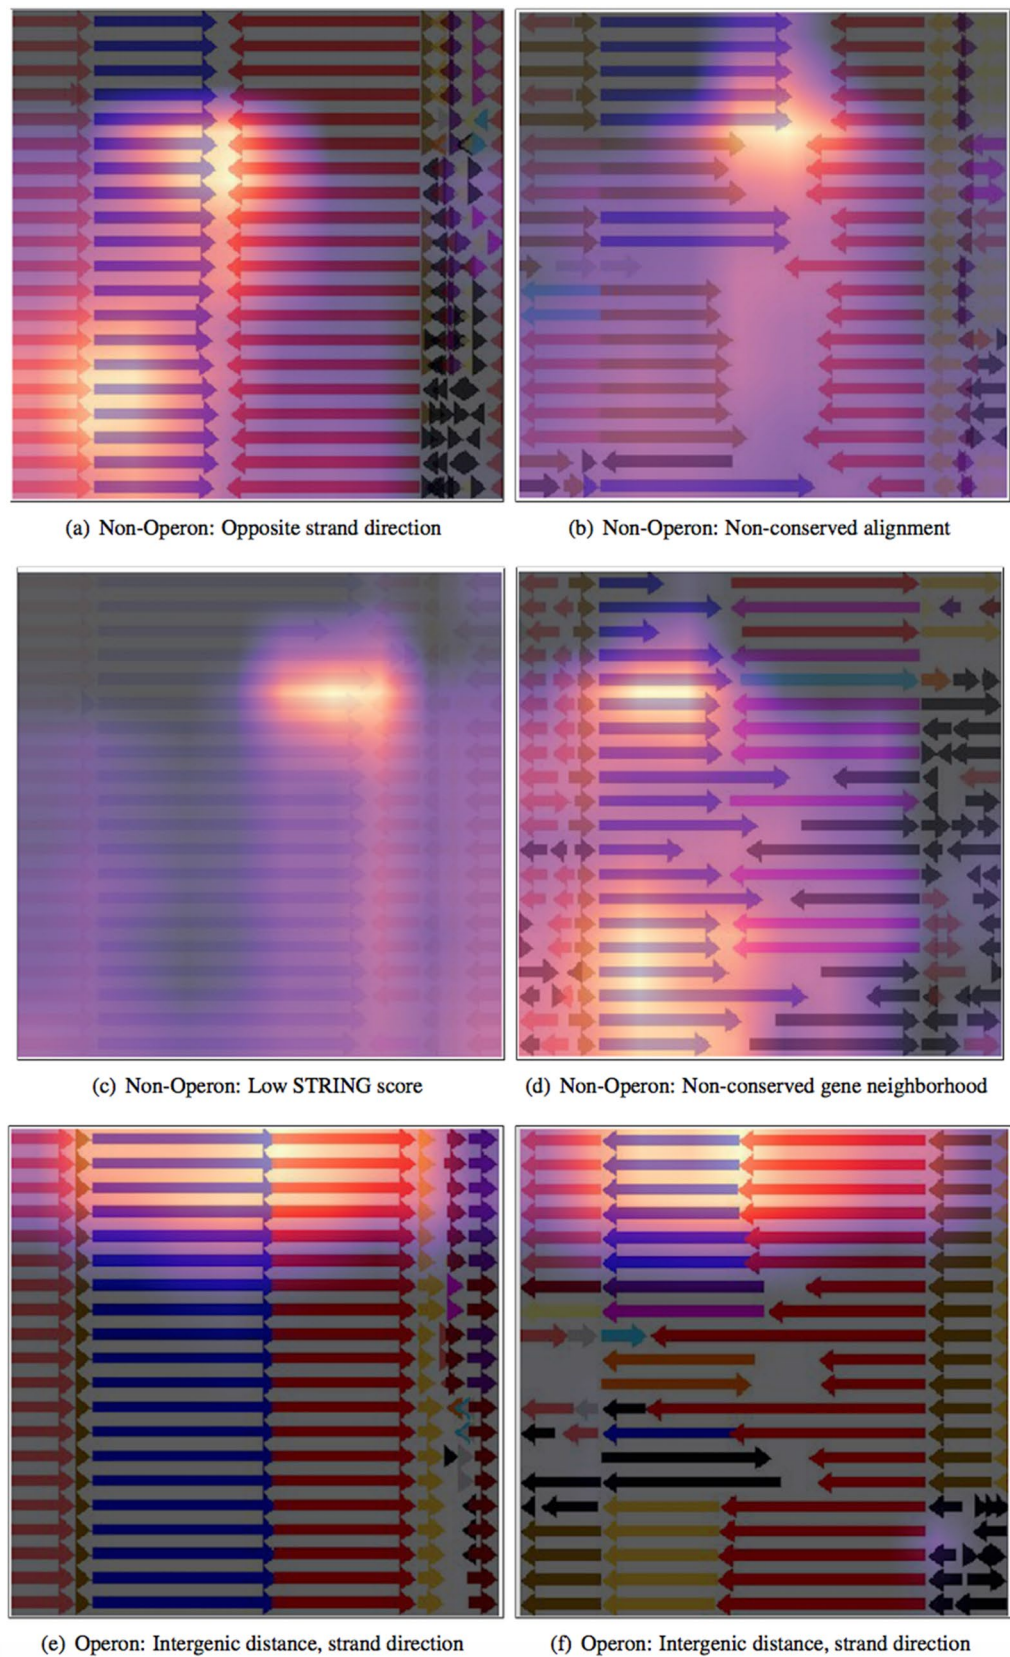 (a) Non-Operon: Opposite strand direction
(b) Non-Operon: Non-conserved alignment
(c) Non-Operon: Low STRING score
(d) Non-Operon: Non-conserved gene neighborhood
(e) Operon: Intergenic distance, strand direction
(f) Operon: Intergenic distance, strand direction